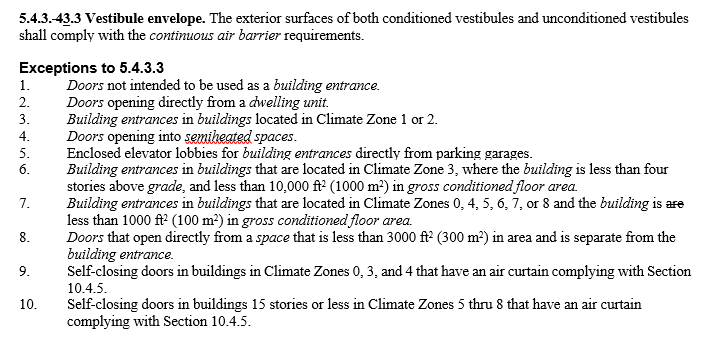 5.4.3.-43.3 Vestibule envelope. The exterior surfaces of both conditioned vestibules and unconditioned vestibules
shall comply with the continuous air barrier requirements.
Exceptions to 5.4.3.3
1. Doors not intended to be used as a building entrance.
2. Doors opening directly from a dwelling unit.
3. Building entrances in buildings located in Climate Zone 1 or 2.
4. Doors opening into semiheated spaces.
5. Enclosed elevator lobbies for building entrances directly from parking garages.
6. Building entrances in buildings that are located in Climate Zone 3, where the building is less than four
stories above grade, and less than 10,000 ft² (1000 m²) in gross conditioned floor area.
7. Building entrances in buildings that are located in Climate Zones 0, 4, 5, 6, 7, or 8 and the building is are
less than 1000 ft² (100 m²) in gross conditioned floor area.
8. Doors that open directly from a space that is less than 3000 ft² (300 m²) in area and is separate from the
building entrance.
9. Self-closing doors in buildings in Climate Zones 0, 3, and 4 that have an air curtain complying with Section
10.4.5.
10. Self-closing doors in buildings 15 stories or less in Climate Zones 5 thru 8 that have an air curtain
complying with Section 10.4.5.